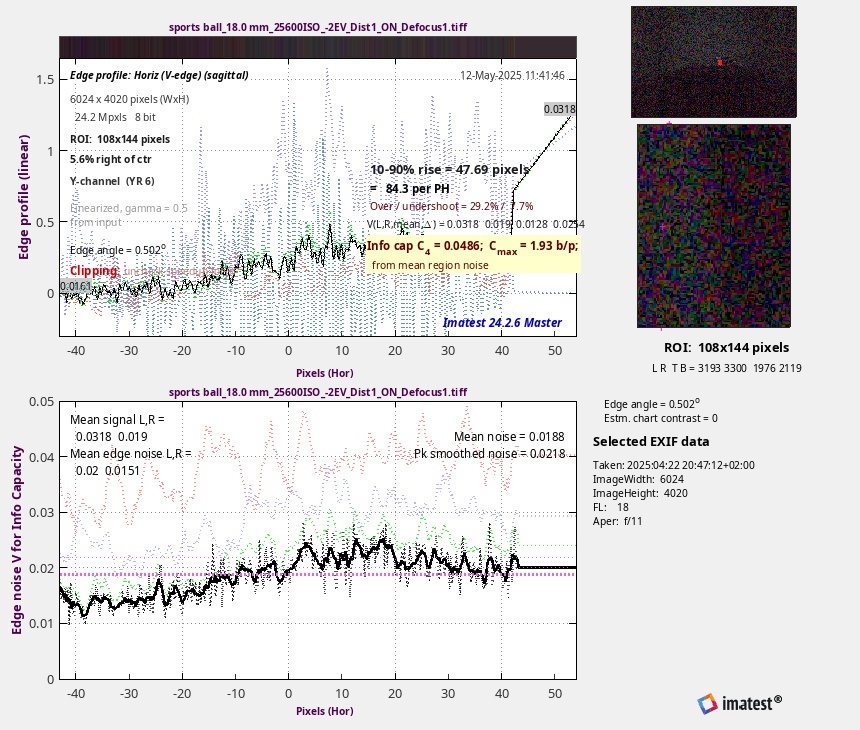 sports ball_18.0 mm_25600ISO_-2EV_Dist1_ON_Defocus1.tiff
Edge profile: Horiz (V-edge) (sagittal)
12-May-2025 11:41:46
6024 x 4020 pixels (WxH)
24.2 Mpxls 8 bit
ROI: 108x144 pixels
5.6% right of ctr
Y-channel (YR 6)
Linearized, gamma = 0.5
from input
Edge angle = 0.502o
Clipping
0.0161
0.0318
10-90% rise = 47.69 pixels
= 84.3 per PH
Over / undershoot = 29.2% / 7.7%
V(L,R,mean, Δ) = 0.0318 0.019 0.0128 0.0254
Info cap C4 = 0.0486; Cmax = 1.93 b/p;
from mean region noise
Imatest 24.2.6 Master
Edge profile (linear)
1.5
1
0.5
0
-40 -30 -20 -10 0 10 20 30 40 50
Pixels (Hor)
ROI: 108x144 pixels
L R T B = 3193 3300 1976 2119
sports ball_18.0 mm_25600ISO_-2EV_Dist1_ON_Defocus1.tiff
Edge noise V for Info Capacity
0.05
0.04
0.03
0.02
0.01
0
Mean signal L,R =
0.0318 0.019
Mean edge noise L,R =
0.02 0.0151
Mean noise = 0.0188
Pk smoothed noise = 0.0218
-40 -30 -20 -10 0 10 20 30 40 50
Pixels (Hor)
Edge angle = 0.502o
Estm. chart contrast = 0
Selected EXIF data
Taken: 2025:04:22 20:47:12+02:00
ImageWidth: 6024
ImageHeight: 4020
FL: 18
Aper: f/11
imatest®